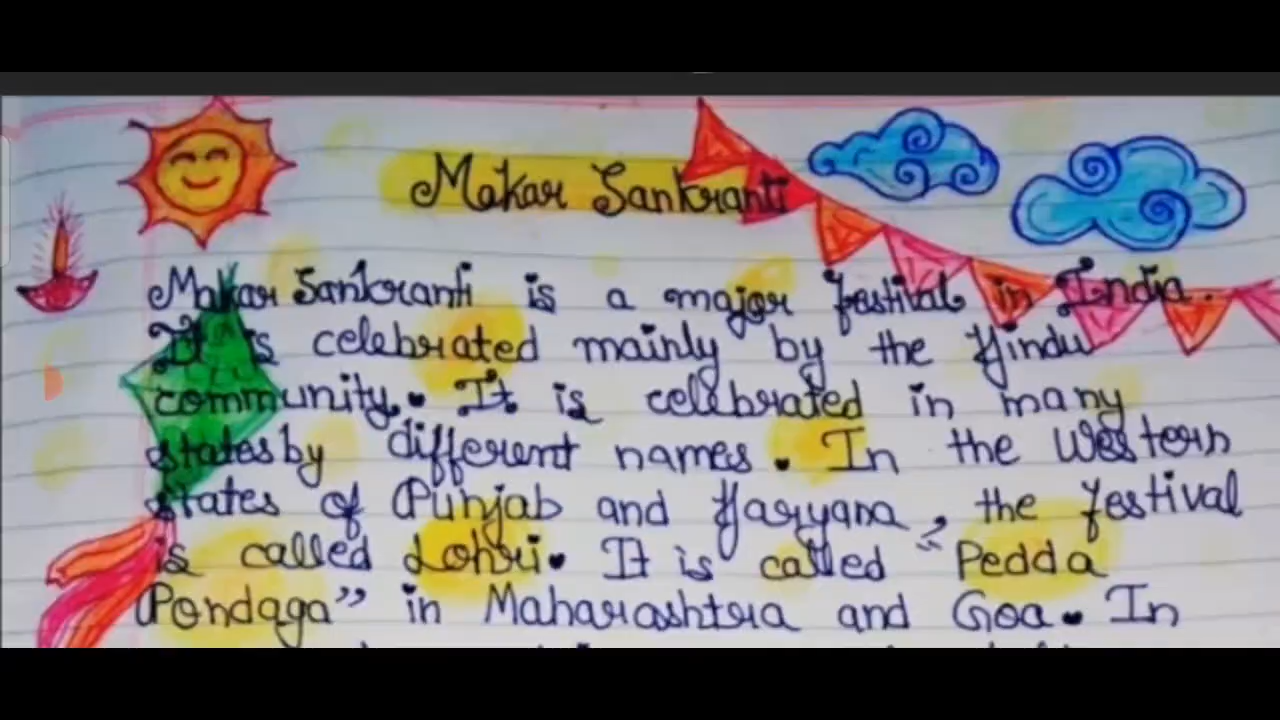 Makar Sankranti
Makar Sankranti is a major festival in India.
It is celebrated mainly by the Hindu
community. It is celebrated in many
states by different names. In the Western
states of Punjab and Haryana, the festival
is called Lohri. It is called "Pedda
Pondaga" in Maharashtra and Goa. In